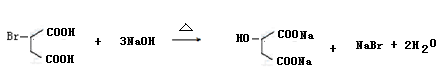 Br COOH + 3NaOH △ HO COONa + NaBr + 2H₂O
COOH COONa